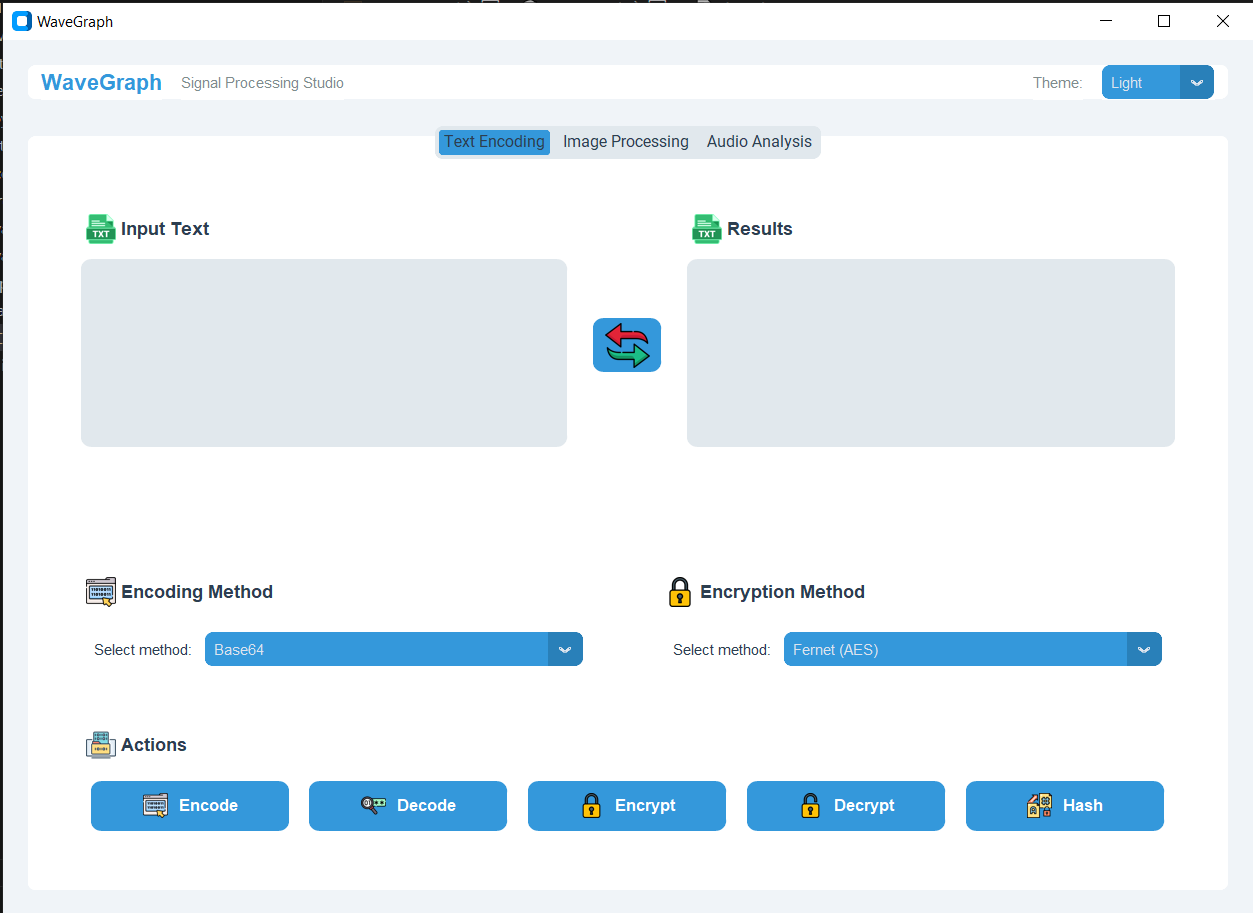 WaveGraph
WaveGraph Signal Processing Studio Theme: Light
Text Encoding Image Processing Audio Analysis
TXT Input Text
TXT Results
Encoding Method
Encryption Method
Select method: Base64
Select method: Fernet (AES)
Actions
Encode Decode Encrypt Decrypt Hash